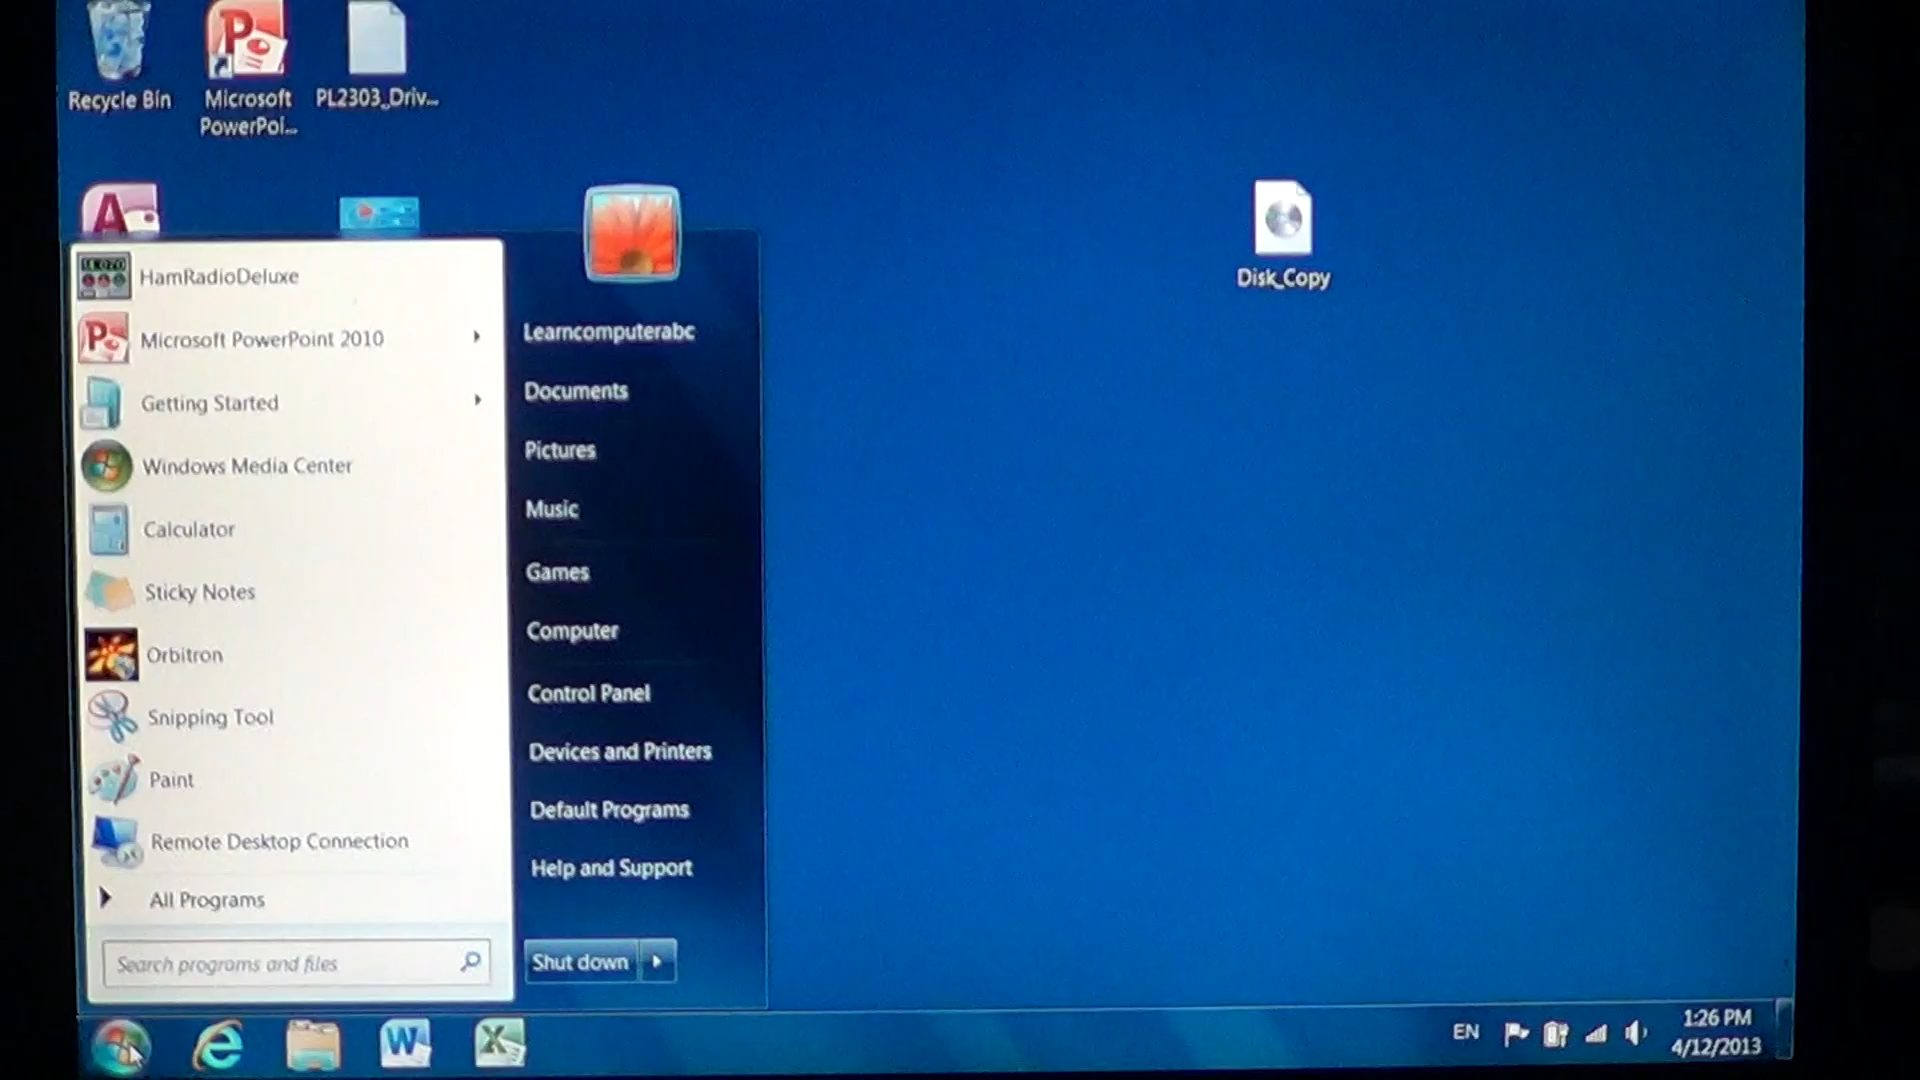 Recycle Bin
Microsoft
PowerPoi...
PL2303_Driv...
Disk_Copy
HamRadioDeluxe
Microsoft PowerPoint 2010
Getting Started
Windows Media Center
Calculator
Sticky Notes
Orbitron
Snipping Tool
Paint
Remote Desktop Connection
All Programs
Search programs and files
Learncomputerabc
Documents
Pictures
Music
Games
Computer
Control Panel
Devices and Printers
Default Programs
Help and Support
Shut down
EN
1:26 PM
4/12/2013